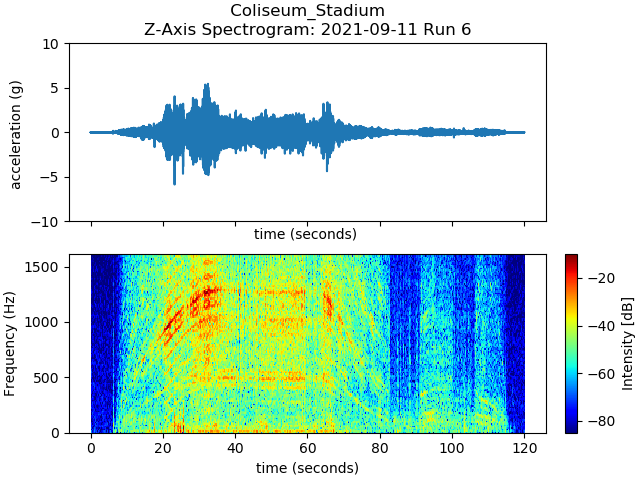 Coliseum_Stadium
Z-Axis Spectrogram: 2021-09-11 Run 6
10
5
0
−5
−10
acceleration (g)
time (seconds)
1500
1000
500
0
Frequency (Hz)
0 20 40 60 80 100 120
time (seconds)
−20
−40
−60
−80
Intensity [dB]